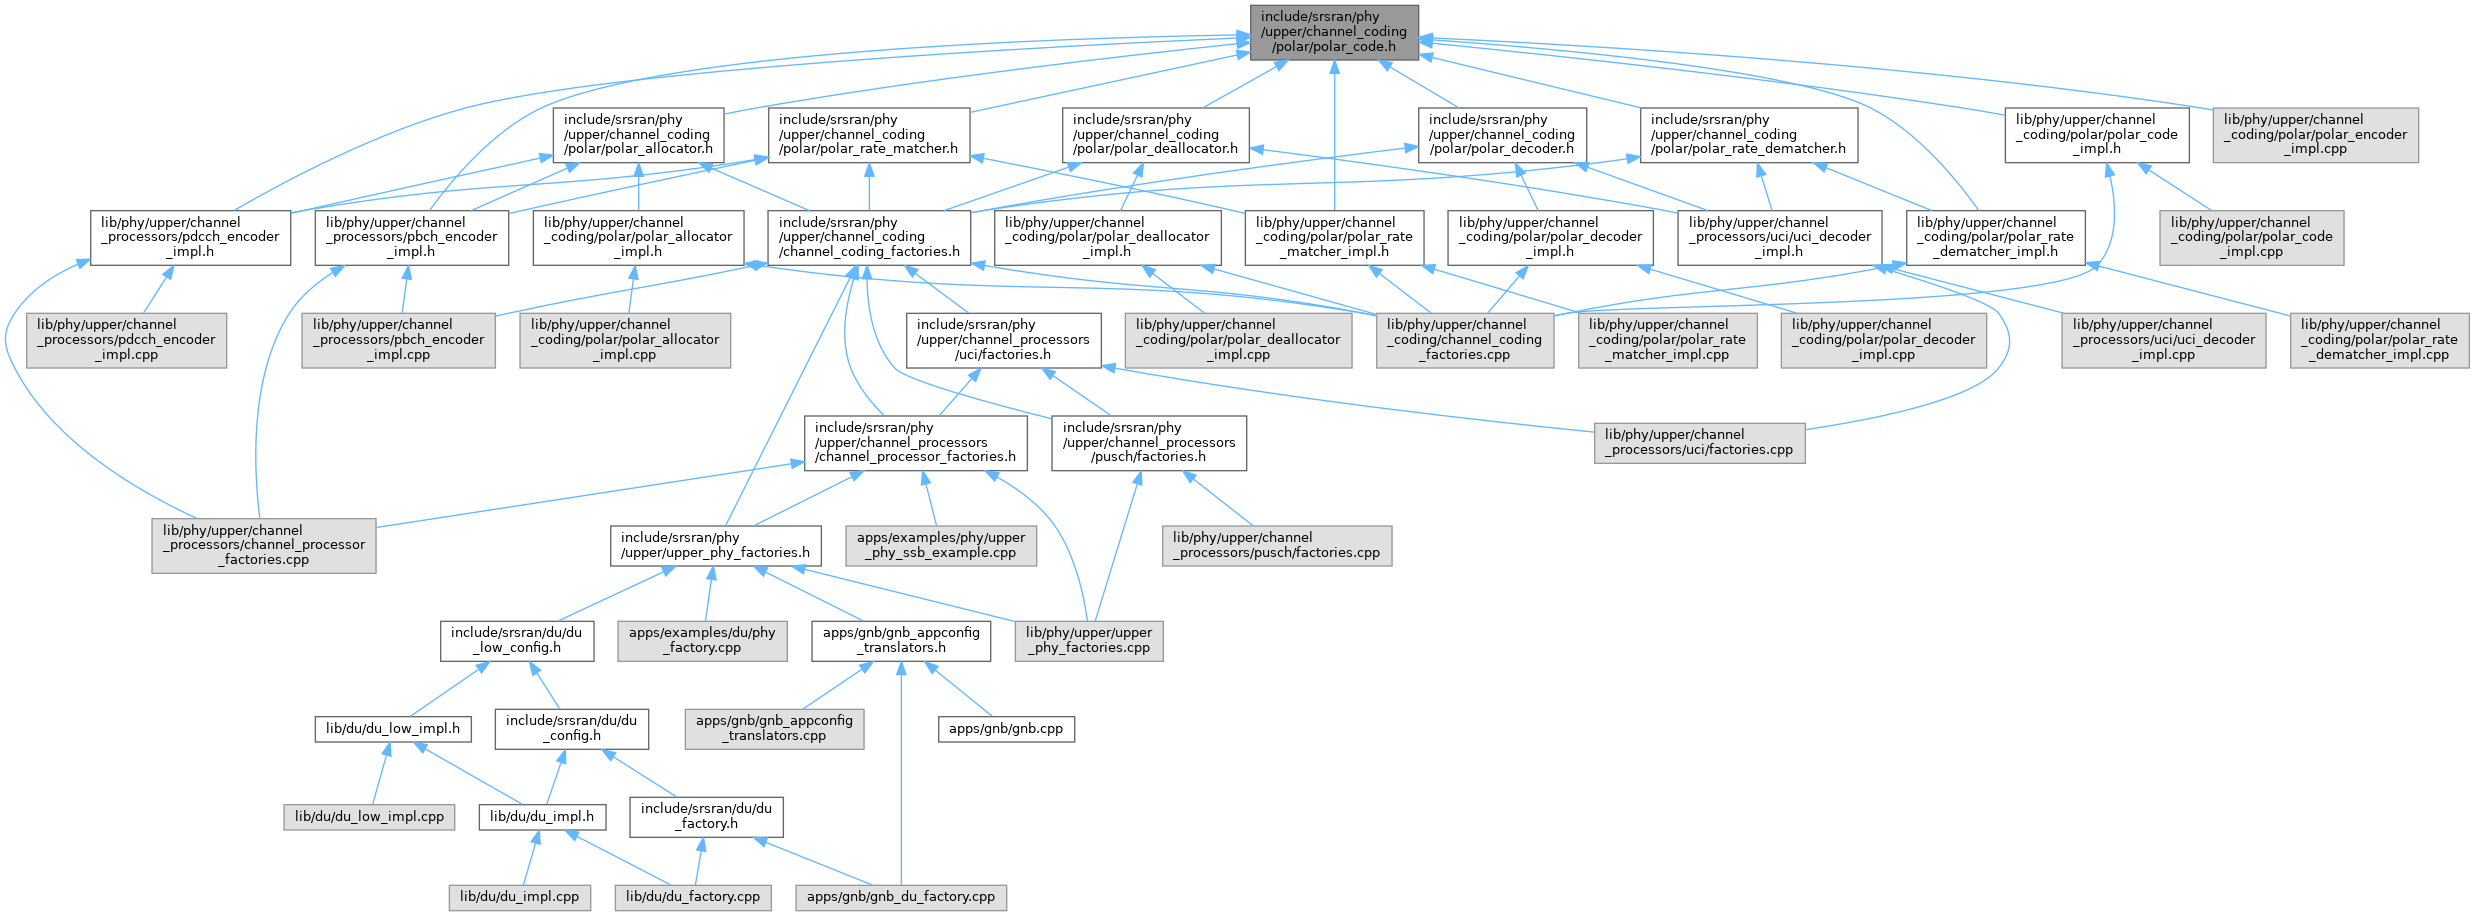 include/srsran/phy
/upper/channel_coding
/polar/polar_code.h
include/srsran/phy
/upper/channel_coding
/polar/polar_allocator.h
include/srsran/phy
/upper/channel_coding
/polar/polar_rate_matcher.h
include/srsran/phy
/upper/channel_coding
/polar/polar_deallocator.h
include/srsran/phy
/upper/channel_coding
/polar/polar_decoder.h
include/srsran/phy
/upper/channel_coding
/polar/polar_rate_dematcher.h
lib/phy/upper/channel
_coding/polar/polar_code
_impl.h
lib/phy/upper/channel
_coding/polar/polar_encoder
_impl.cpp
lib/phy/upper/channel
_processors/pdcch_encoder
_impl.h
lib/phy/upper/channel
_processors/pbch_encoder
_impl.h
lib/phy/upper/channel
_coding/polar/polar_allocator
_impl.h
include/srsran/phy
/upper/channel_coding
/channel_coding_factories.h
lib/phy/upper/channel
_coding/polar/polar_deallocator
_impl.h
lib/phy/upper/channel
_coding/polar/polar_rate
_matcher_impl.h
lib/phy/upper/channel
_coding/polar/polar_decoder
_impl.h
lib/phy/upper/channel
_processors/uci/uci_decoder
_impl.h
lib/phy/upper/channel
_coding/polar/polar_rate
_dematcher_impl.h
lib/phy/upper/channel
_coding/polar/polar_code
_impl.cpp
lib/phy/upper/channel
_processors/pdcch_encoder
_impl.cpp
lib/phy/upper/channel
_processors/pbch_encoder
_impl.cpp
lib/phy/upper/channel
_coding/polar/polar_allocator
_impl.cpp
include/srsran/phy
/upper/channel_processors
/uci/factories.h
lib/phy/upper/channel
_coding/polar/polar_deallocator
_impl.cpp
lib/phy/upper/channel
_coding/channel_coding
_factories.cpp
lib/phy/upper/channel
_coding/polar/polar_rate
_matcher_impl.cpp
lib/phy/upper/channel
_coding/polar/polar_decoder
_impl.cpp
lib/phy/upper/channel
_processors/uci/uci_decoder
_impl.cpp
lib/phy/upper/channel
_coding/polar/polar_rate
_dematcher_impl.cpp
include/srsran/phy
/upper/channel_processors
/channel_processor_factories.h
include/srsran/phy
/upper/channel_processors
/pusch/factories.h
lib/phy/upper/channel
_processors/uci/factories.cpp
lib/phy/upper/channel
_processors/channel_processor
_factories.cpp
include/srsran/phy
/upper/upper_phy_factories.h
apps/examples/phy/upper
_phy_ssb_example.cpp
lib/phy/upper/channel
_processors/pusch/factories.cpp
include/srsran/du/du
_low_config.h
apps/examples/du/phy
_factory.cpp
apps/gnb/gnb_appconfig
_translators.h
lib/phy/upper/upper
_phy_factories.cpp
lib/du/du_low_impl.h
include/srsran/du/du
_config.h
apps/gnb/gnb_appconfig
_translators.cpp
apps/gnb/gnb.cpp
lib/du/du_low_impl.cpp
lib/du/du_impl.h
include/srsran/du/du
_factory.h
lib/du/du_impl.cpp
lib/du/du_factory.cpp
apps/gnb/gnb_du_factory.cpp